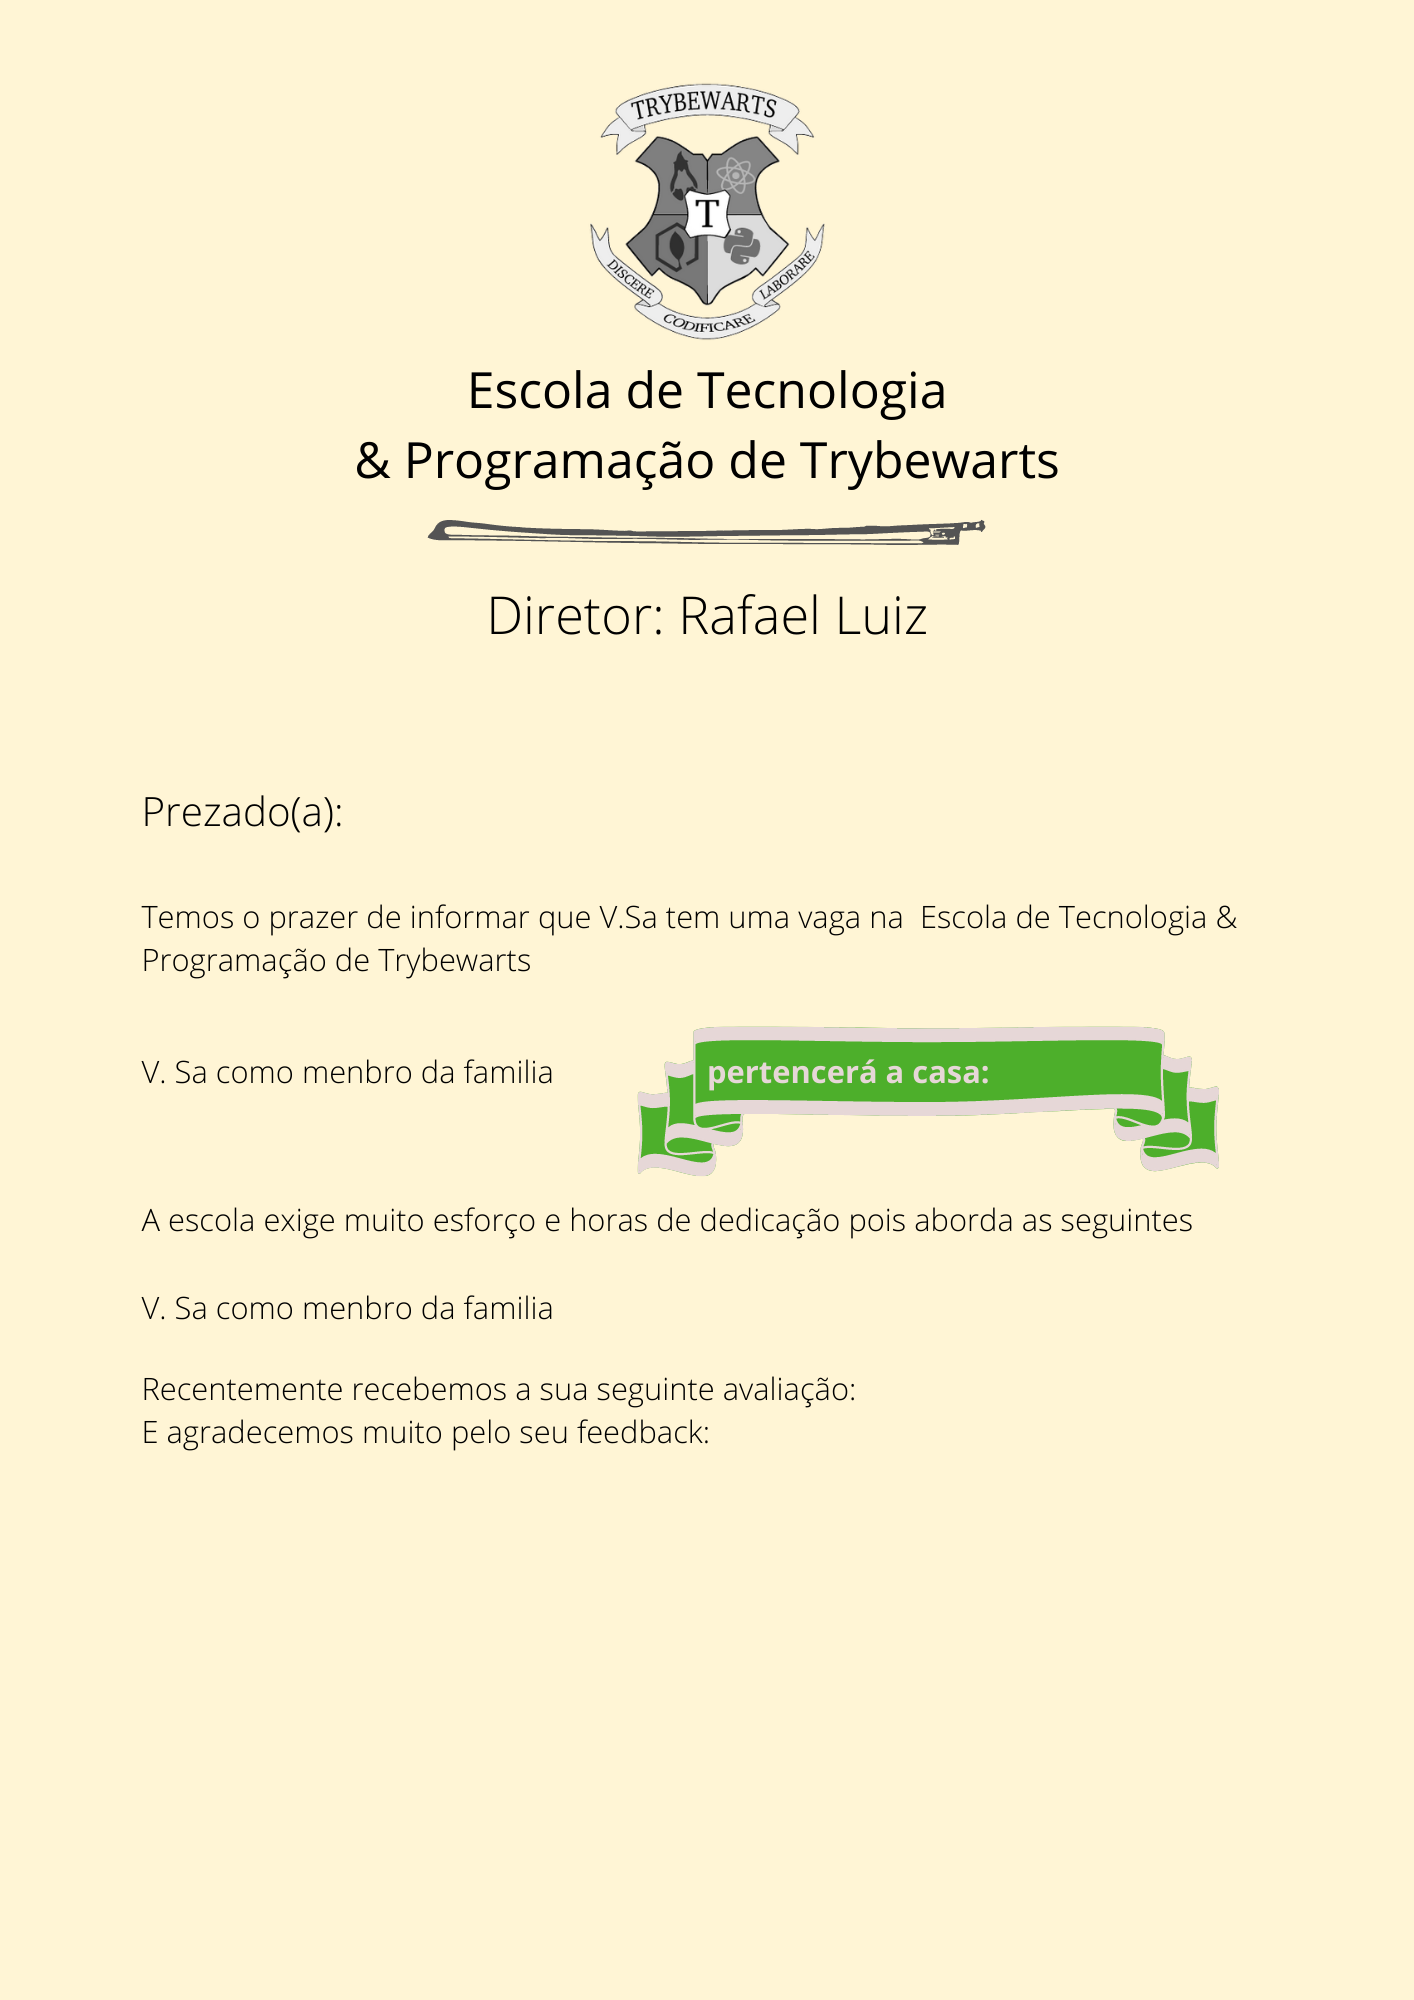 TRYBEWARTS
T
DISCERE
CODIFICARE
LABORARE
Escola de Tecnologia
& Programação de Trybewarts
Diretor: Rafael Luiz
Prezado(a):
Temos o prazer de informar que V.Sa tem uma vaga na  Escola de Tecnologia &
Programação de Trybewarts
V. Sa como menbro da familia
pertencerá a casa:
A escola exige muito esforço e horas de dedicação pois aborda as seguintes
V. Sa como menbro da familia
Recentemente recebemos a sua seguinte avaliação:
E agradecemos muito pelo seu feedback: